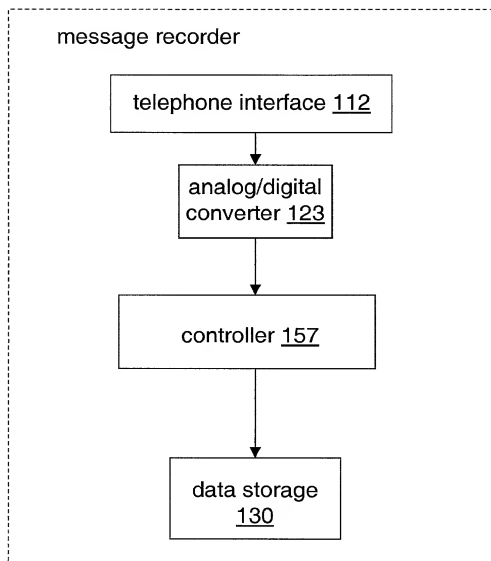 message recorder
telephone interface 112
analog/digital
converter 123
controller 157
data storage
130